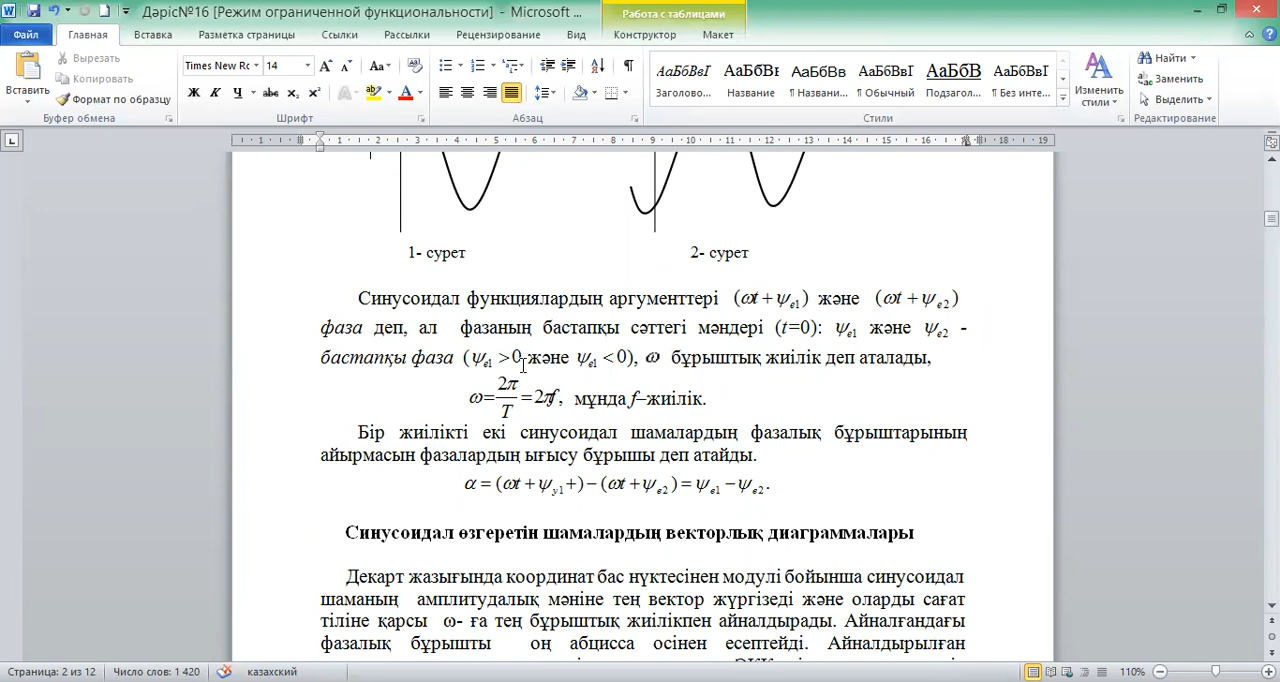 Дәріс№16 [Режим ограниченной функциональности] - Microsoft ...
Работа с таблицами
Файл Главная Вставка Разметка страницы Ссылки Рассылки Рецензирование Вид Конструктор Макет
Вставить
Вырезать
Копировать
Формат по образцу
Буфер обмена
Times New Rc 14
Ж К Ч abc x₂ x²
Шрифт
Абзац
АаБбВвІ АаБбВı АаБбВв АаБбВвІ АаБбВ АаБбВвІ
Заголово... Название ¶ Названи... ¶ Обычный Подзагол... ¶ Без инте...
Стили
Изменить стили
Найти
Заменить
Выделить
Редактирование
1- сурет 2- сурет
Синусоидал функциялардың аргументтері (ωt+ψe1) және (ωt+ψe2)
фаза деп, ал фазаның бастапқы сәттегі мәндері (t=0): ψe1 және ψe2 -
бастапқы фаза (ψe1 >0 және ψe1 <0), ω бұрыштық жиілік деп аталады,
ω=2π/T=2πf, мұнда f–жиілік.
Бір жиілікті екі синусоидал шамалардың фазалық бұрыштарының
айырмасын фазалардың ығысу бұрышы деп атайды.
α = (ωt+ψy1+)−(ωt+ψe2)=ψe1−ψe2.
Синусоидал өзгеретін шамалардың векторлық диаграммалары
Декарт жазығында координат бас нүктесінен модулі бойынша синусоидал
шаманың амплитудалық мәніне тең вектор жүргізеді және оларды сағат
тіліне қарсы ω- ға тең бұрыштық жиілікпен айналдырады. Айналғандағы
фазалық бұрышты оң абцисса осінен есептейді. Айналдырылған
Страница: 2 из 12 Число слов: 1 420 казахский 110%